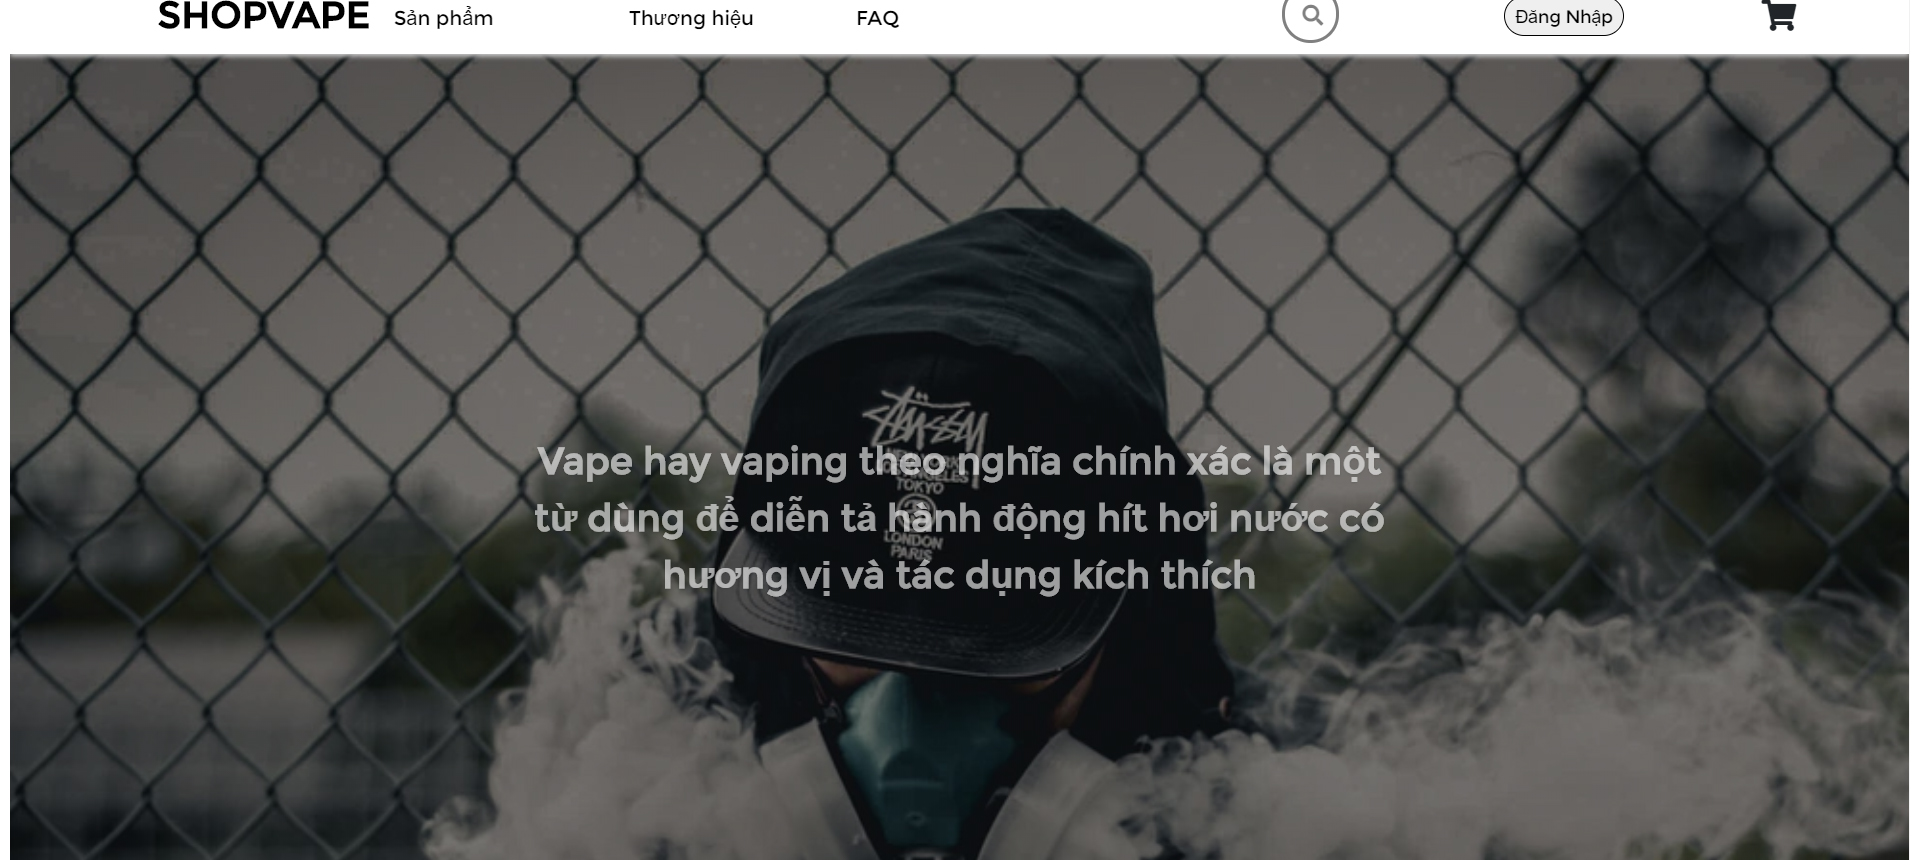 SHOPVAPE Sản phẩm Thương hiệu FAQ Đăng Nhập
STÜSSY
Vape hay vaping theo nghĩa chính xác là một
TOKYO
từ dùng để diễn tả hành động hít hơi nước có
LONDON
PARIS
hương vị và tác dụng kích thích